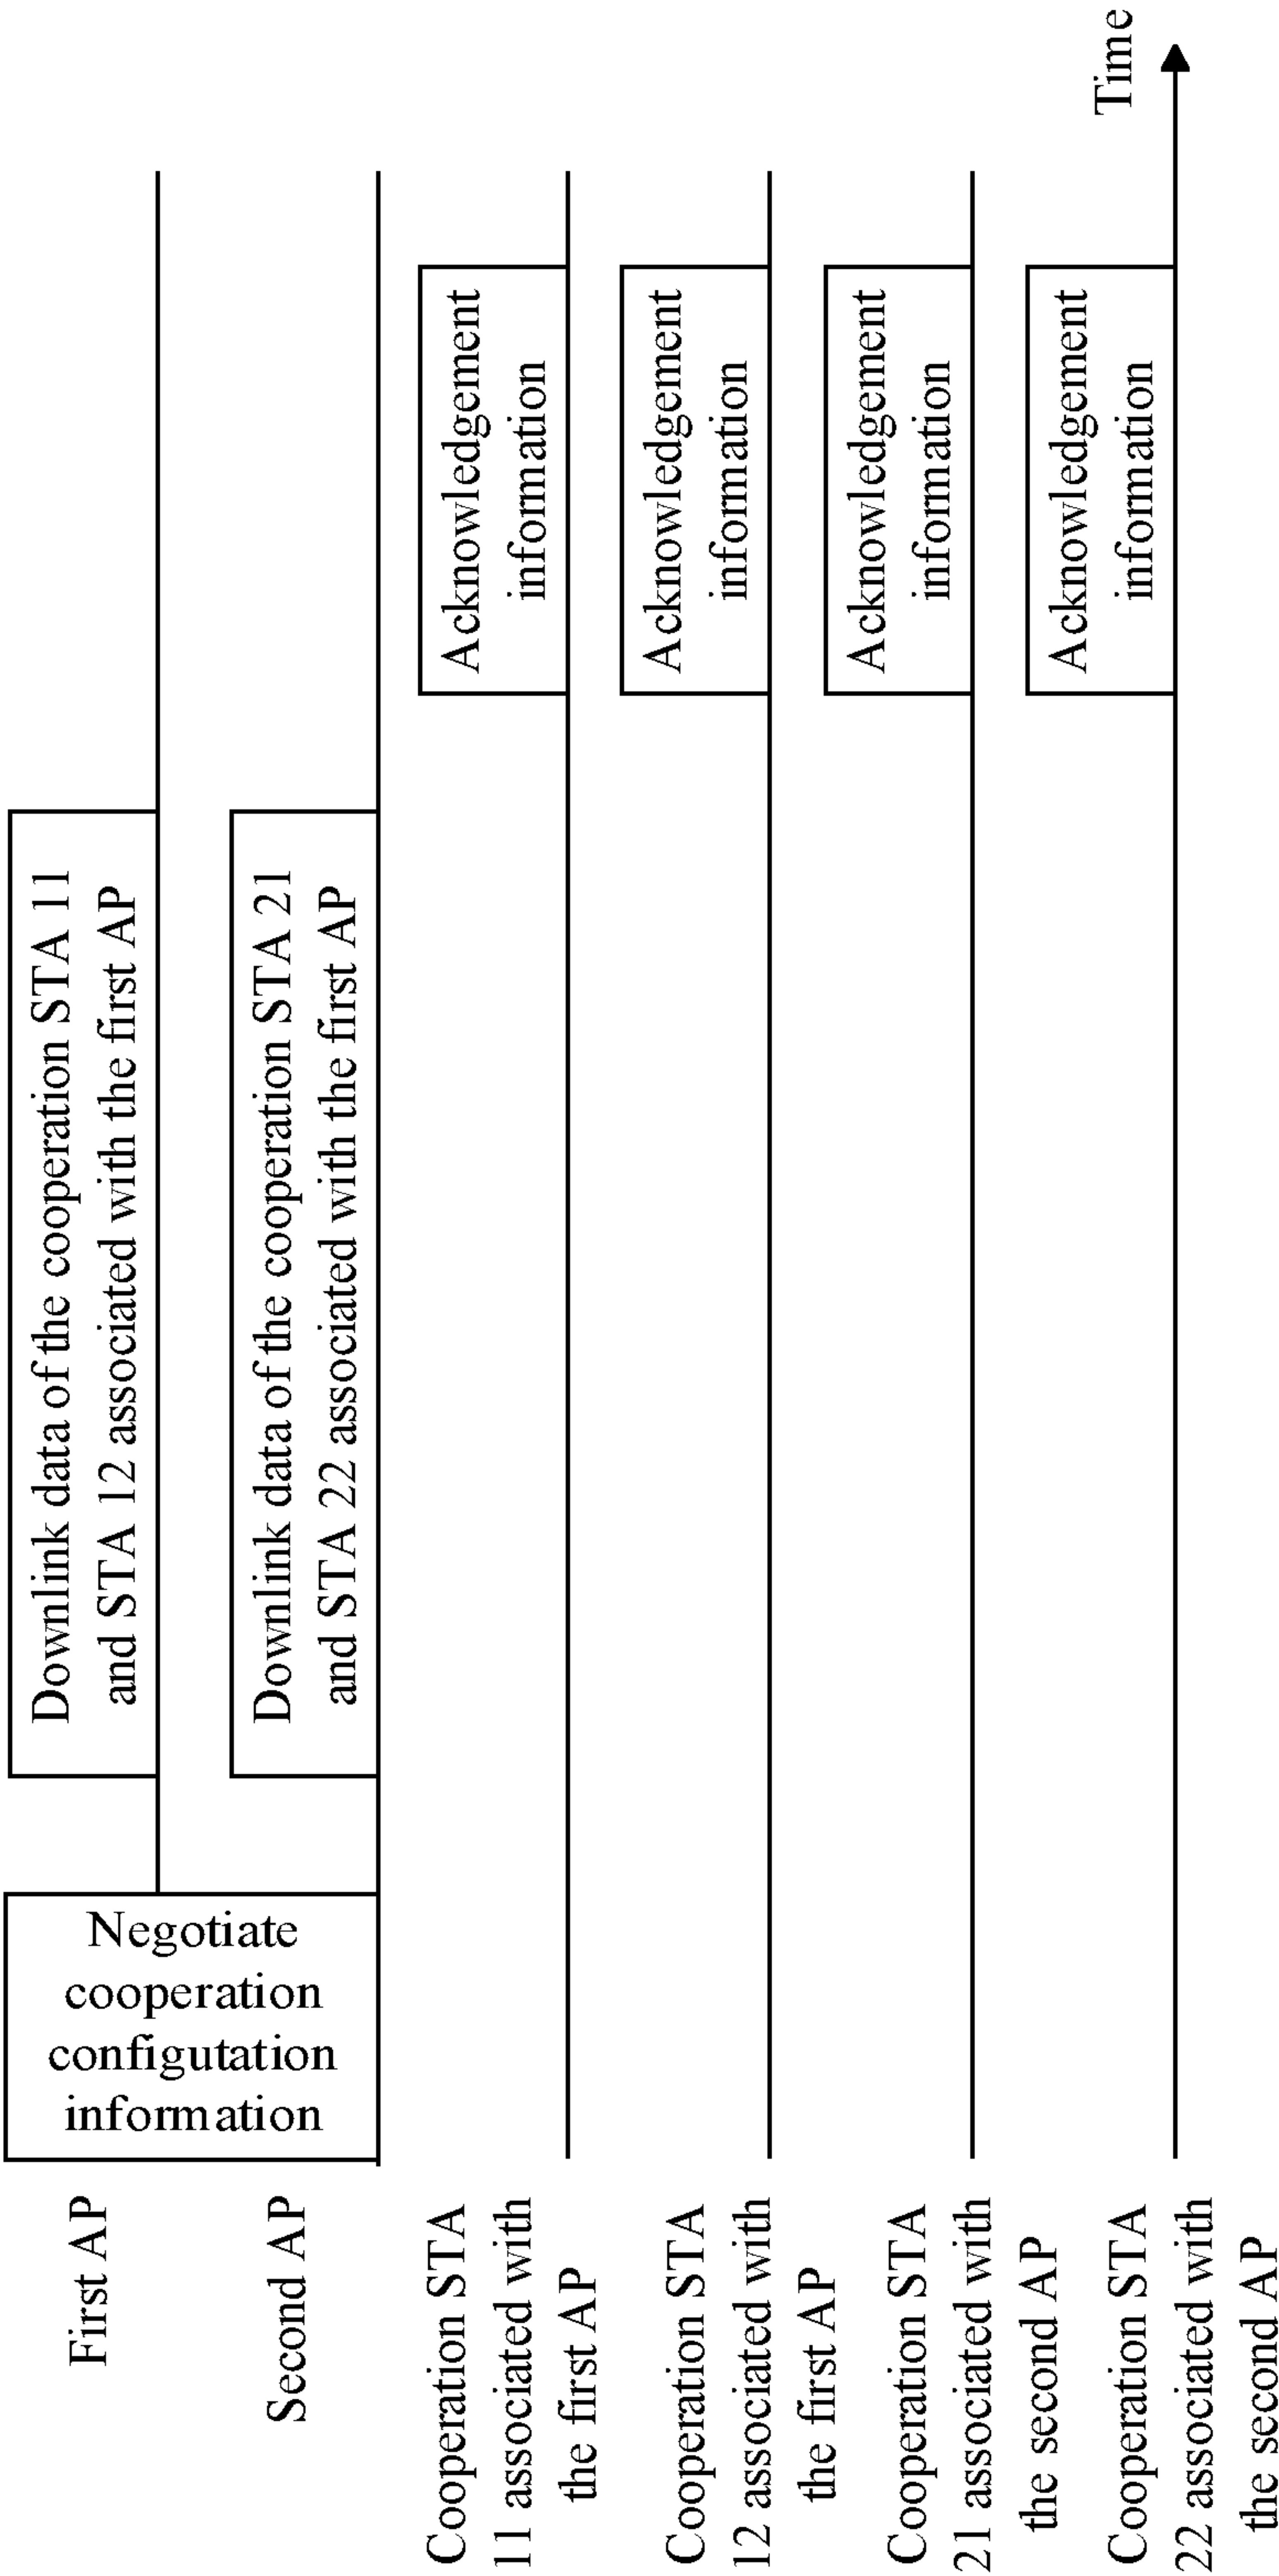 First AP
Negotiate
cooperation
configutation
information
Downlink data of the cooperation STA 11
and STA 12 associated with the first AP
Second AP
Downlink data of the cooperation STA 21
and STA 22 associated with the first AP
Cooperation STA
11 associated with
the first AP
Acknowledgement
information
Cooperation STA
12 associated with
the first AP
Acknowledgement
information
Cooperation STA
21 associated with
the second AP
Acknowledgement
information
Cooperation STA
22 associated with
the second AP
Acknowledgement
information
Time